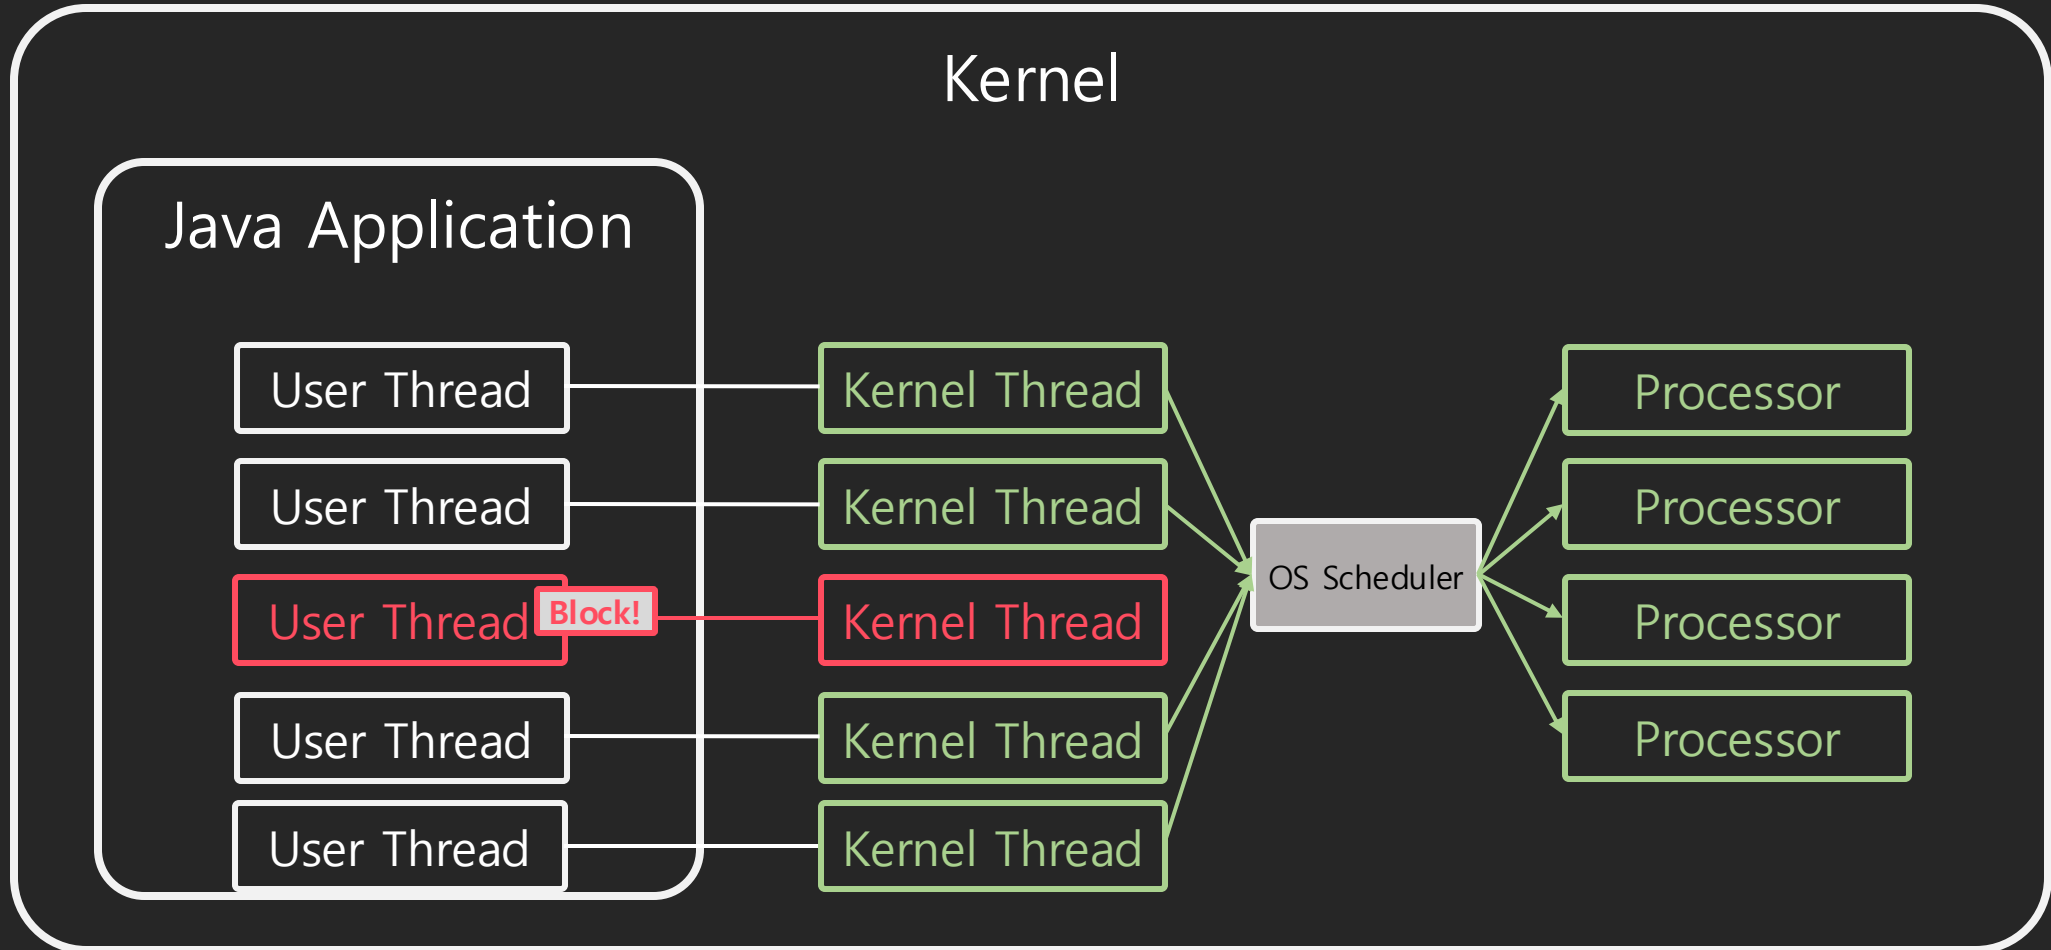 Kernel
Java Application
User Thread
Kernel Thread
Processor
User Thread
Kernel Thread
Processor
OS Scheduler
User Thread
Block!
Kernel Thread
Processor
User Thread
Kernel Thread
Processor
User Thread
Kernel Thread